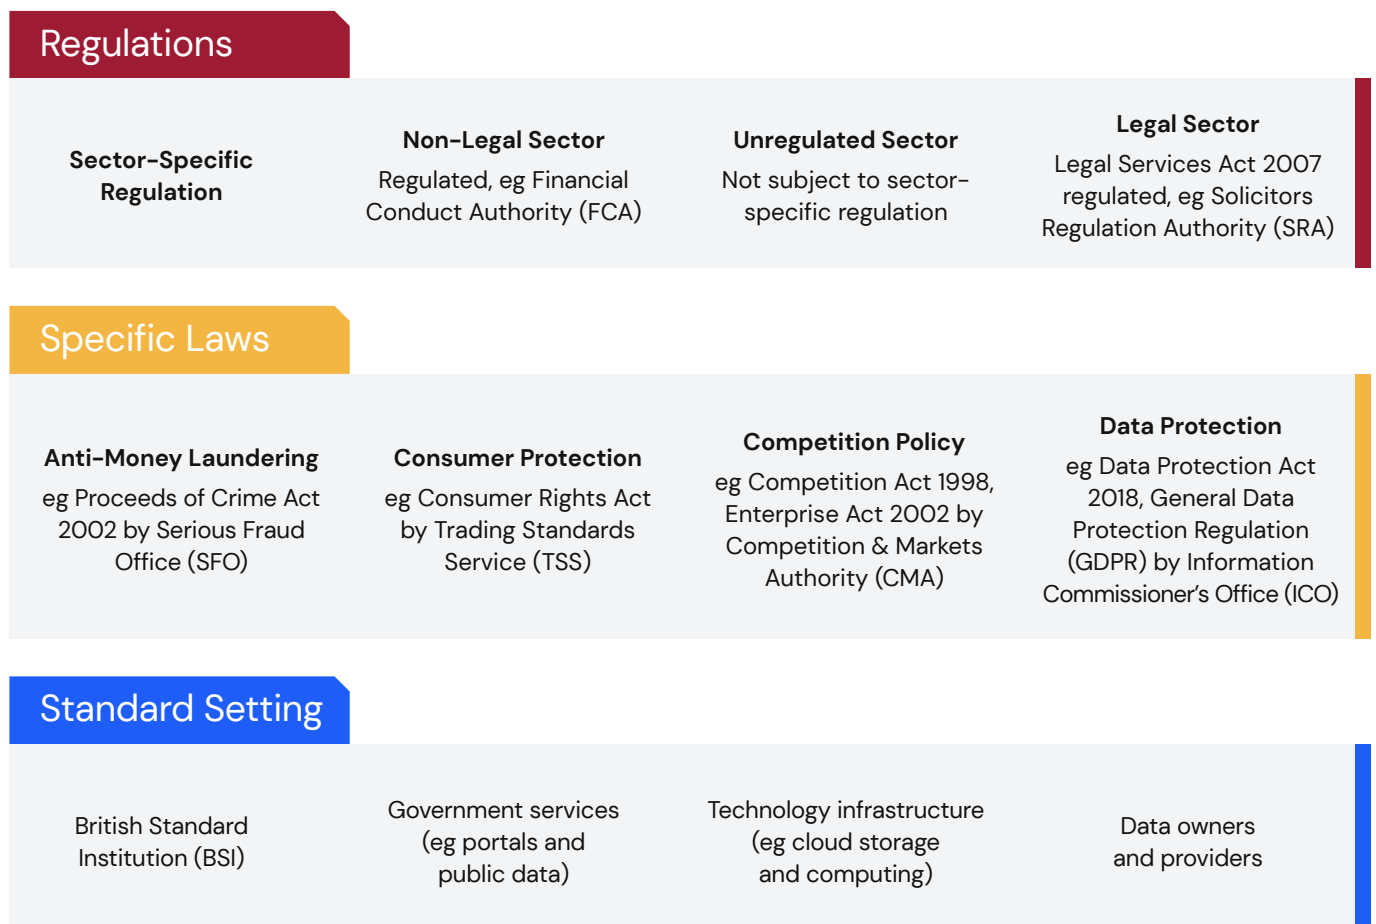 Regulations
Sector-Specific
Regulation
Non-Legal Sector
Regulated, eg Financial
Conduct Authority (FCA)
Unregulated Sector
Not subject to sector-
specific regulation
Legal Sector
Legal Services Act 2007
regulated, eg Solicitors
Regulation Authority (SRA)
Specific Laws
Anti-Money Laundering
eg Proceeds of Crime Act
2002 by Serious Fraud
Office (SFO)
Consumer Protection
eg Consumer Rights Act
by Trading Standards
Service (TSS)
Competition Policy
eg Competition Act 1998,
Enterprise Act 2002 by
Competition & Markets
Authority (CMA)
Data Protection
eg Data Protection Act
2018, General Data
Protection Regulation
(GDPR) by Information
Commissioner’s Office (ICO)
Standard Setting
British Standard
Institution (BSI)
Government services
(eg portals and
public data)
Technology infrastructure
(eg cloud storage
and computing)
Data owners
and providers